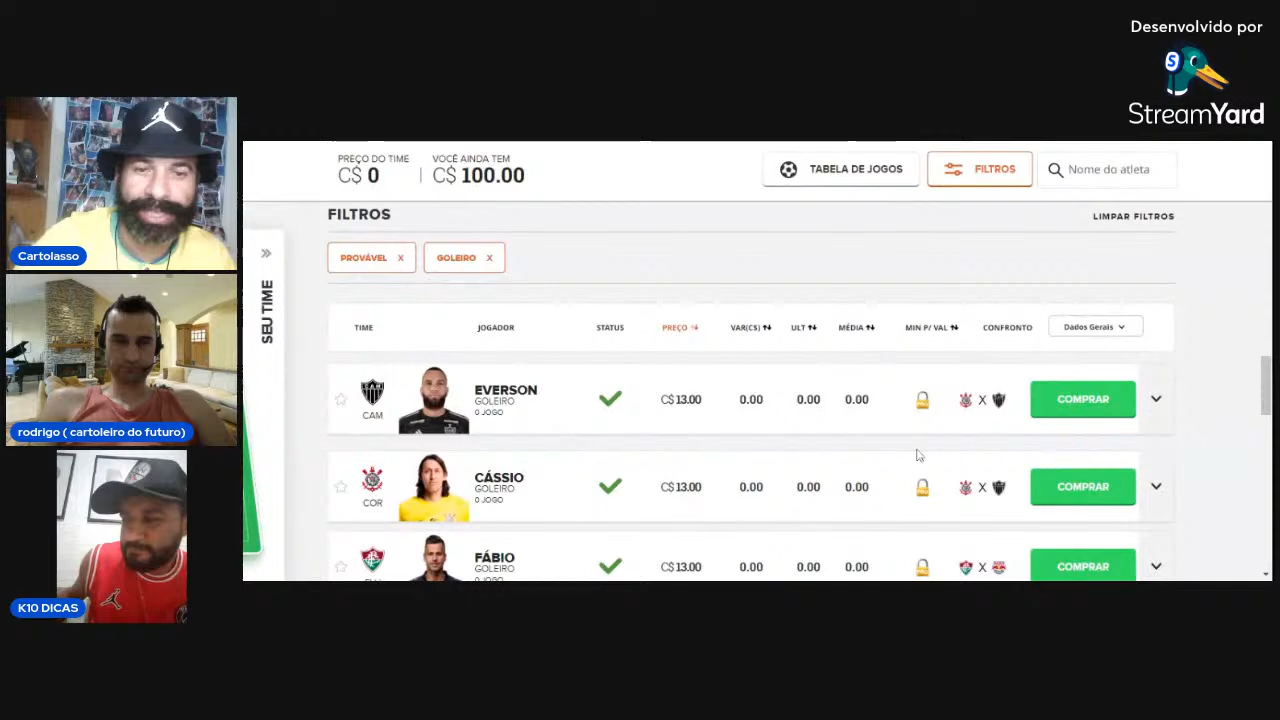 Desenvolvido por
S
StreamYard
Cartolasso
rodrigo ( cartoleiro do futuro)
K10 DICAS
PREÇO DO TIME
C$ 0
VOCÊ AINDA TEM
C$ 100.00
TABELA DE JOGOS
FILTROS
Nome do atleta
FILTROS
LIMPAR FILTROS
PROVÁVEL X
GOLEIRO X
SEU TIME
TIME JOGADOR STATUS PREÇO VAR(C$) ULT MÉDIA MIN P/ VAL CONFRONTO Dados Gerais
CAM
EVERSON
GOLEIRO
0 JOGO
C$ 13.00 0.00 0.00 0.00 X COMPRAR
COR
CÁSSIO
GOLEIRO
0 JOGO
C$ 13.00 0.00 0.00 0.00 X COMPRAR
FÁBIO
GOLEIRO
C$ 13.00 0.00 0.00 0.00 X COMPRAR